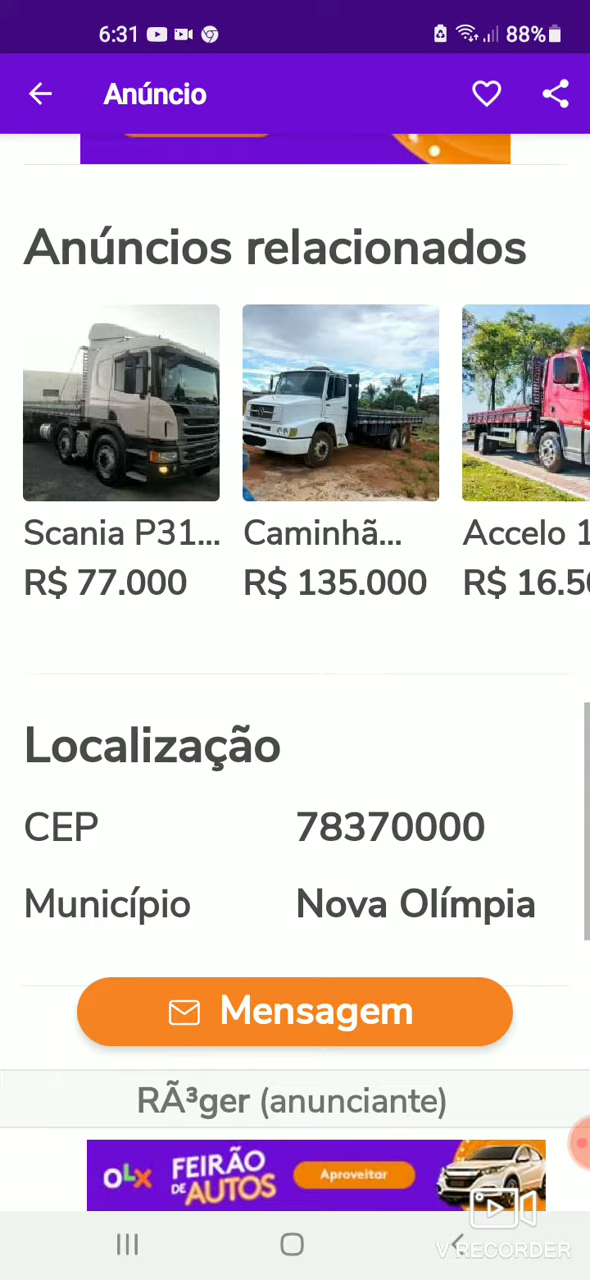 6:31 88%
Anúncio
Anúncios relacionados
Scania P31... Caminhã... Accelo 1
R$ 77.000 R$ 135.000 R$ 16.50
Localização
CEP 78370000
Município Nova Olímpia
Mensagem
RÃ³ger (anunciante)
OLX FEIRÃO DE AUTOS Aproveitar
V RECORDER